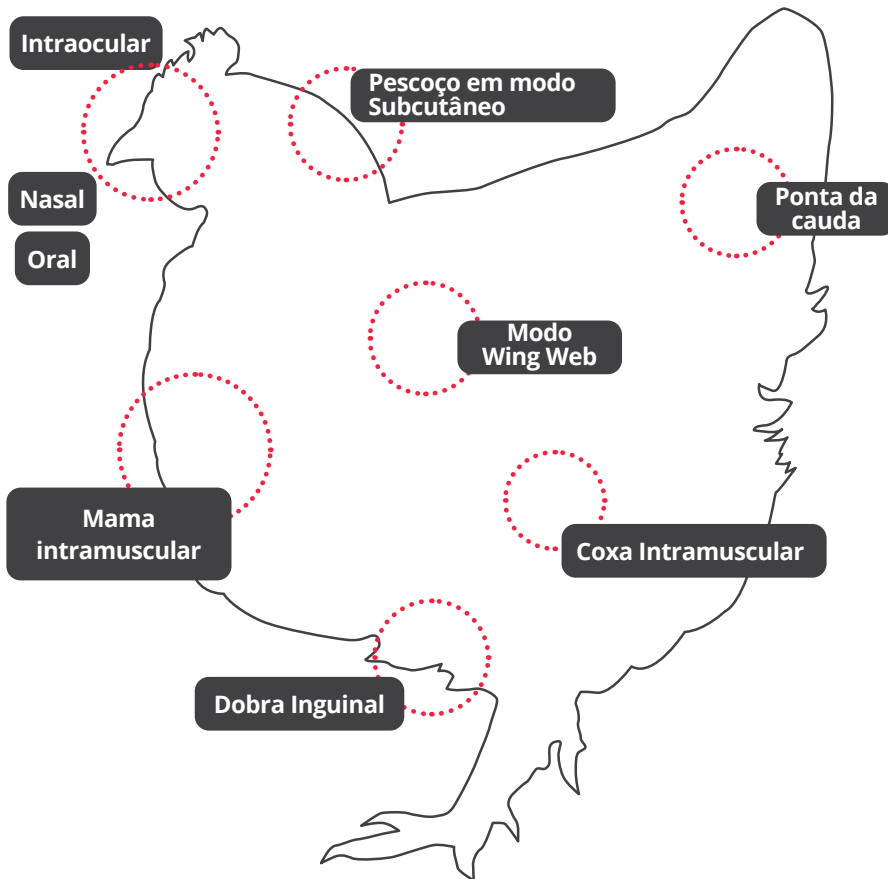 Intraocular
Pescoço em modo
Subcutâneo
Nasal
Oral
Ponta da
cauda
Modo
Wing Web
Mama
intramuscular
Coxa Intramuscular
Dobra Inguinal